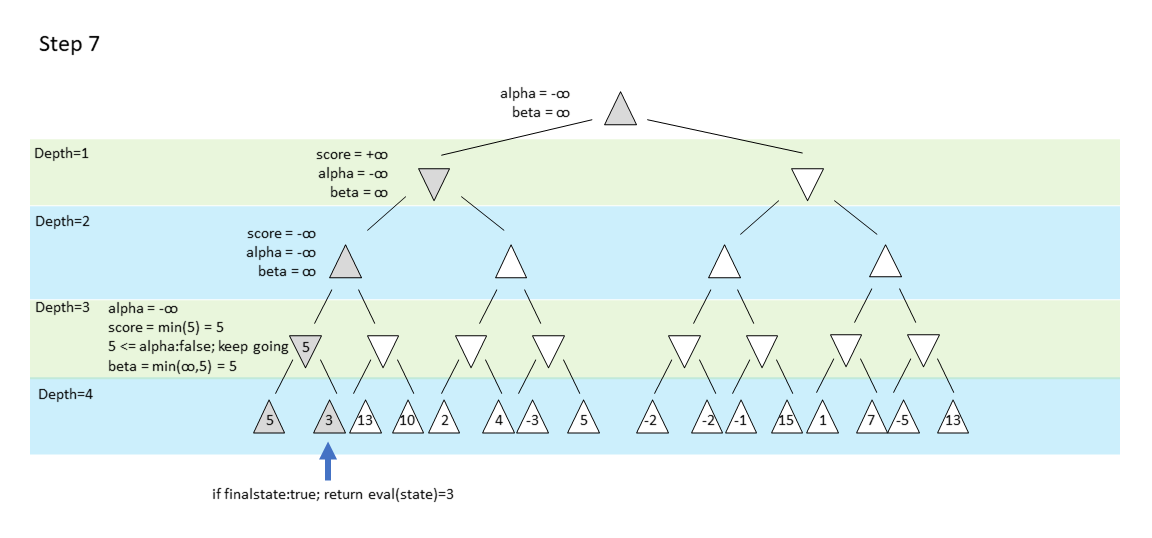 Step 7
alpha = -∞
beta = ∞
Depth=1
score = +∞
alpha = -∞
beta = ∞
Depth=2
score = -∞
alpha = -∞
beta = ∞
Depth=3
alpha = -∞
score = min(5) = 5
5 <= alpha:false; keep going
beta = min(∞,5) = 5
5
Depth=4
5 3 13 10 2 4 -3 5 -2 -2 -1 15 1 7 -5 13
if finalstate:true; return eval(state)=3